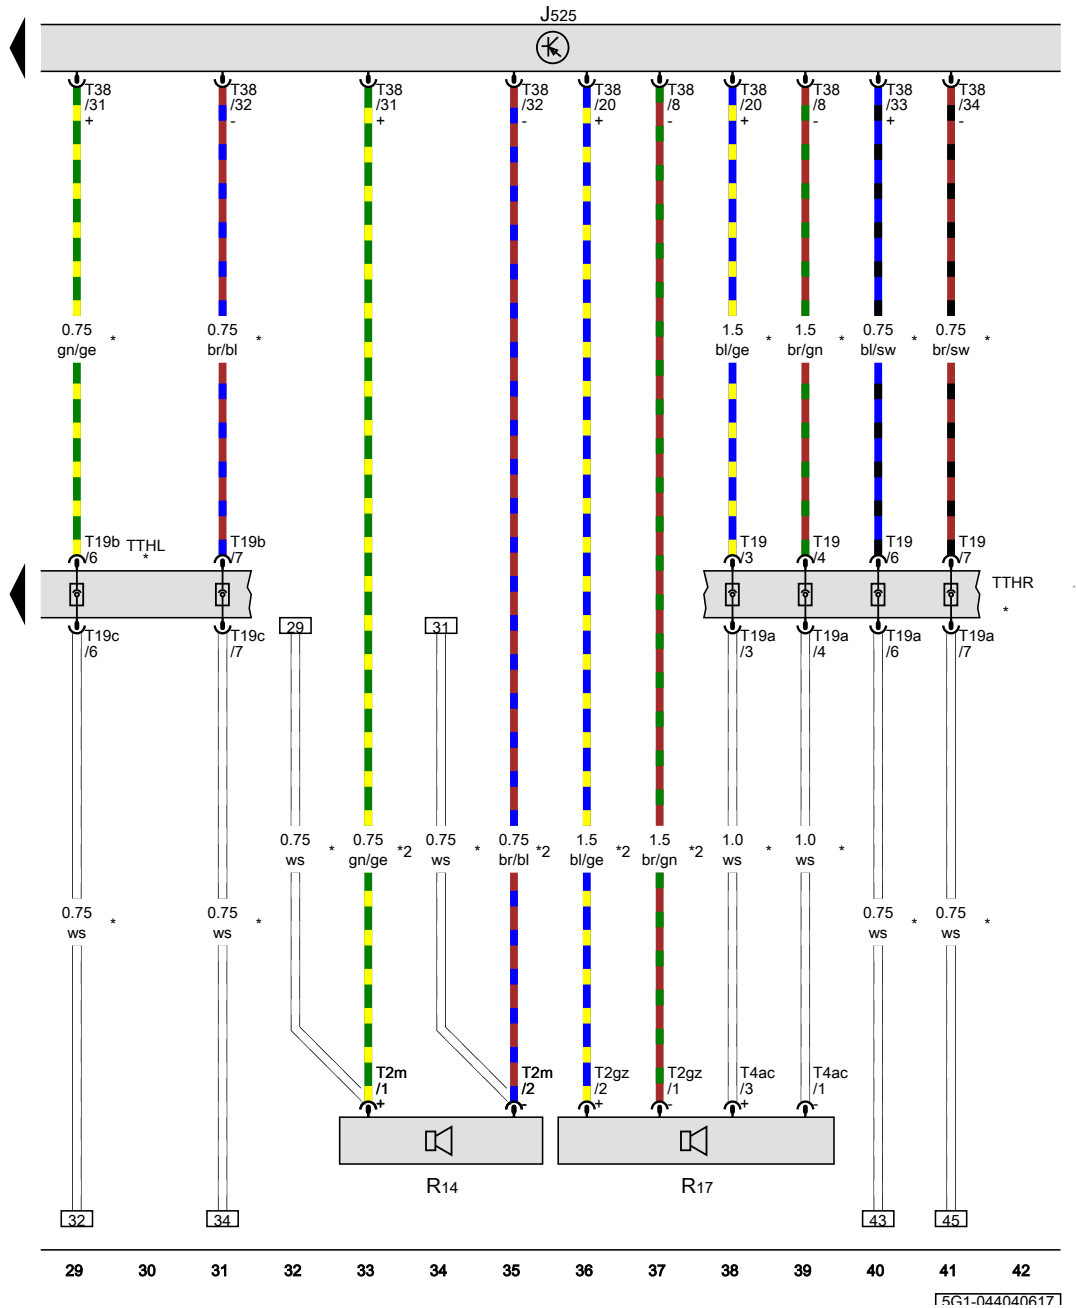 J525
T38 T38 T38 T38 T38 T38 T38 T38 T38 T38
/31 /32 /31 /32 /20 /8 /20 /8 /33 /34
+ - + - + - + - + -
0.75 0.75 1.5 1.5 0.75 0.75
gn/ge * br/bl * bl/ge * br/gn * bl/sw * br/sw *
T19b TTHL T19b T19 T19 T19 T19
/6 * /7 /3 /4 /6 /7
TTHR
*
T19c T19c 29 31 T19a T19a T19a T19a
/6 /7 /3 /4 /6 /7
0.75 0.75 0.75 0.75 1.5 1.5 1.0 1.0
ws * gn/ge *2 ws * br/bl *2 bl/ge *2 br/gn *2 ws * ws *
0.75 0.75 0.75 0.75
ws * ws * ws * ws *
T2m T2m T2gz T2gz T4ac T4ac
/1 /2 /2 /1 /3 /1
+ - + - + -
R14 R17
32 34 43 45
29 30 31 32 33 34 35 36 37 38 39 40 41 42
5G1-044040617